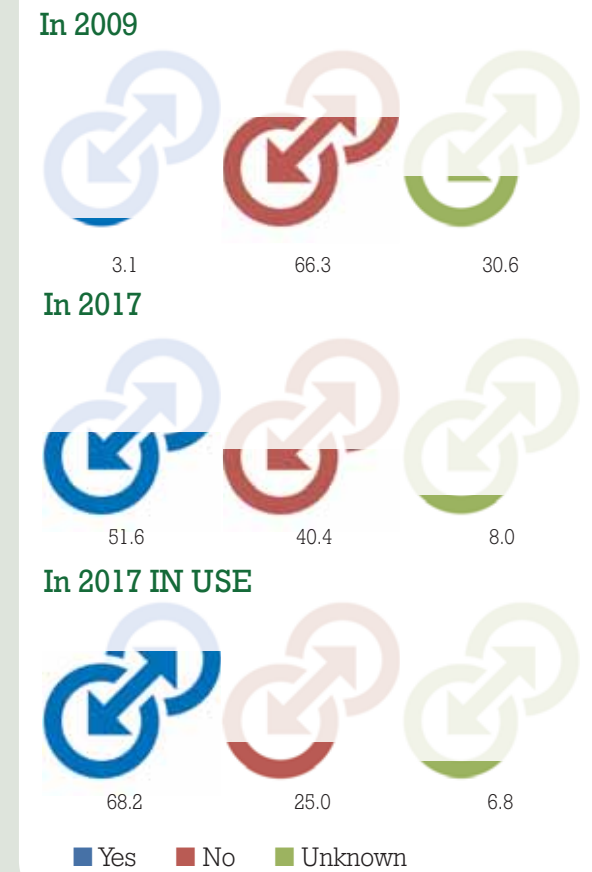 In 2009
3.1 66.3 30.6
In 2017
51.6 40.4 8.0
In 2017 IN USE
68.2 25.0 6.8
Yes No Unknown